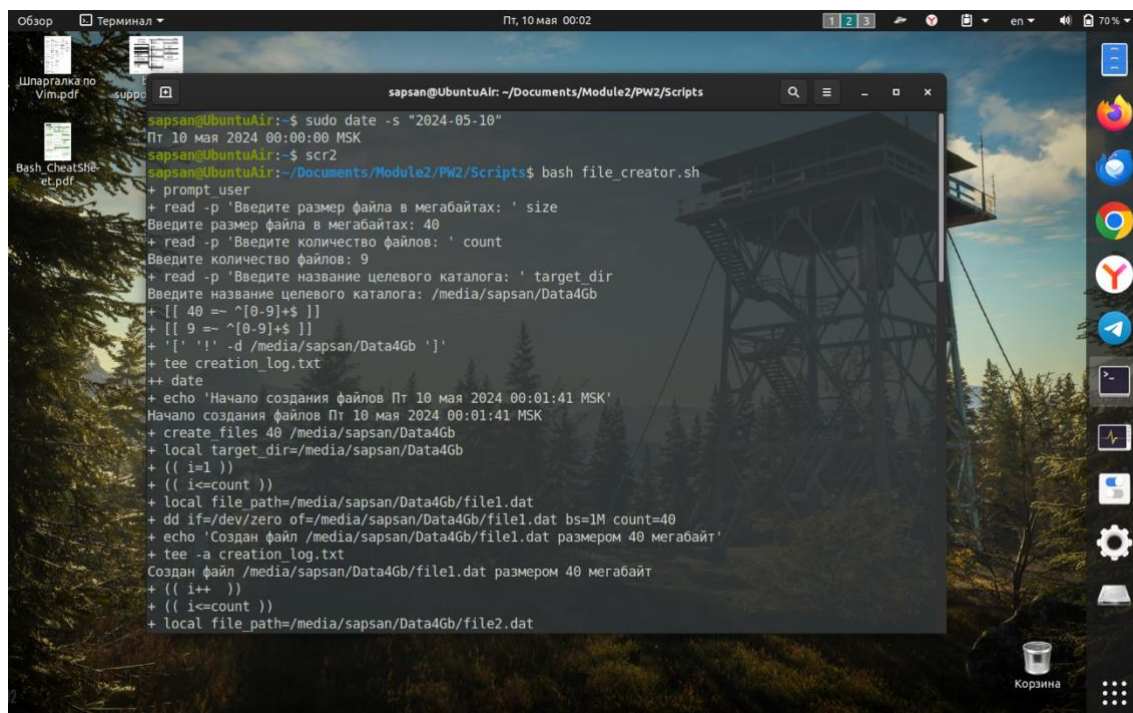 Обзор
Терминал
Пт, 10 мая 00:02
1 2 3
en
70 %
Шпаргалка по
Vim.pdf
Bash_CheatShe-
et.pdf
sapsan@UbuntuAir: ~/Documents/Module2/PW2/Scripts
sapsan@UbuntuAir:~$ sudo date -s "2024-05-10"
Пт 10 мая 2024 00:00:00 MSK
sapsan@UbuntuAir:~$ scr2
sapsan@UbuntuAir:~/Documents/Module2/PW2/Scripts$ bash file_creator.sh
+ prompt_user
+ read -p 'Введите размер файла в мегабайтах: ' size
Введите размер файла в мегабайтах: 40
+ read -p 'Введите количество файлов: ' count
Введите количество файлов: 9
+ read -p 'Введите название целевого каталога: ' target_dir
Введите название целевого каталога: /media/sapsan/Data4Gb
+ [[ 40 =~ ^[0-9]+$ ]]
+ [[ 9 =~ ^[0-9]+$ ]]
+ '[' '!' -d /media/sapsan/Data4Gb ']'
+ tee creation_log.txt
++ date
+ echo 'Начало создания файлов Пт 10 мая 2024 00:01:41 MSK'
Начало создания файлов Пт 10 мая 2024 00:01:41 MSK
+ create_files 40 /media/sapsan/Data4Gb
+ local target_dir=/media/sapsan/Data4Gb
+ (( i=1 ))
+ (( i<=count ))
+ local file_path=/media/sapsan/Data4Gb/file1.dat
+ dd if=/dev/zero of=/media/sapsan/Data4Gb/file1.dat bs=1M count=40
+ echo 'Создан файл /media/sapsan/Data4Gb/file1.dat размером 40 мегабайт'
+ tee -a creation_log.txt
Создан файл /media/sapsan/Data4Gb/file1.dat размером 40 мегабайт
+ (( i++  ))
+ (( i<=count ))
+ local file_path=/media/sapsan/Data4Gb/file2.dat
Корзина